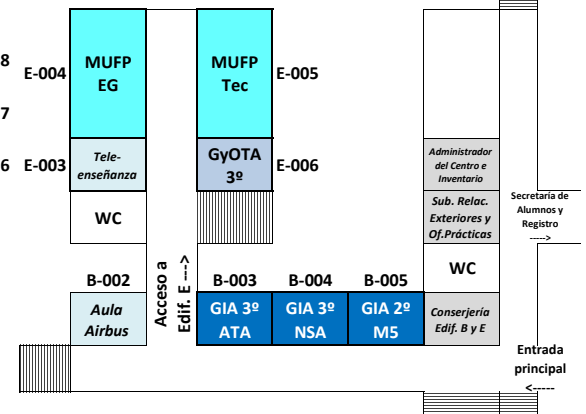 8
7
6
E-004
MUFP
EG
MUFP
Tec
E-005
E-003
Tele-
enseñanza
GyOTA
3º
E-006
Administrador
del Centro e
Inventario
WC
Sub. Relac.
Exteriores y
Of.Prácticas
Secretaría de
Alumnos y
Registro
----->
WC
Acceso a
Edif. E --->
B-002
Aula
Airbus
B-003
GIA 3º
ATA
B-004
GIA 3º
NSA
B-005
GIA 2º
M5
Conserjería
Edif. B y E
Entrada
principal
<-----